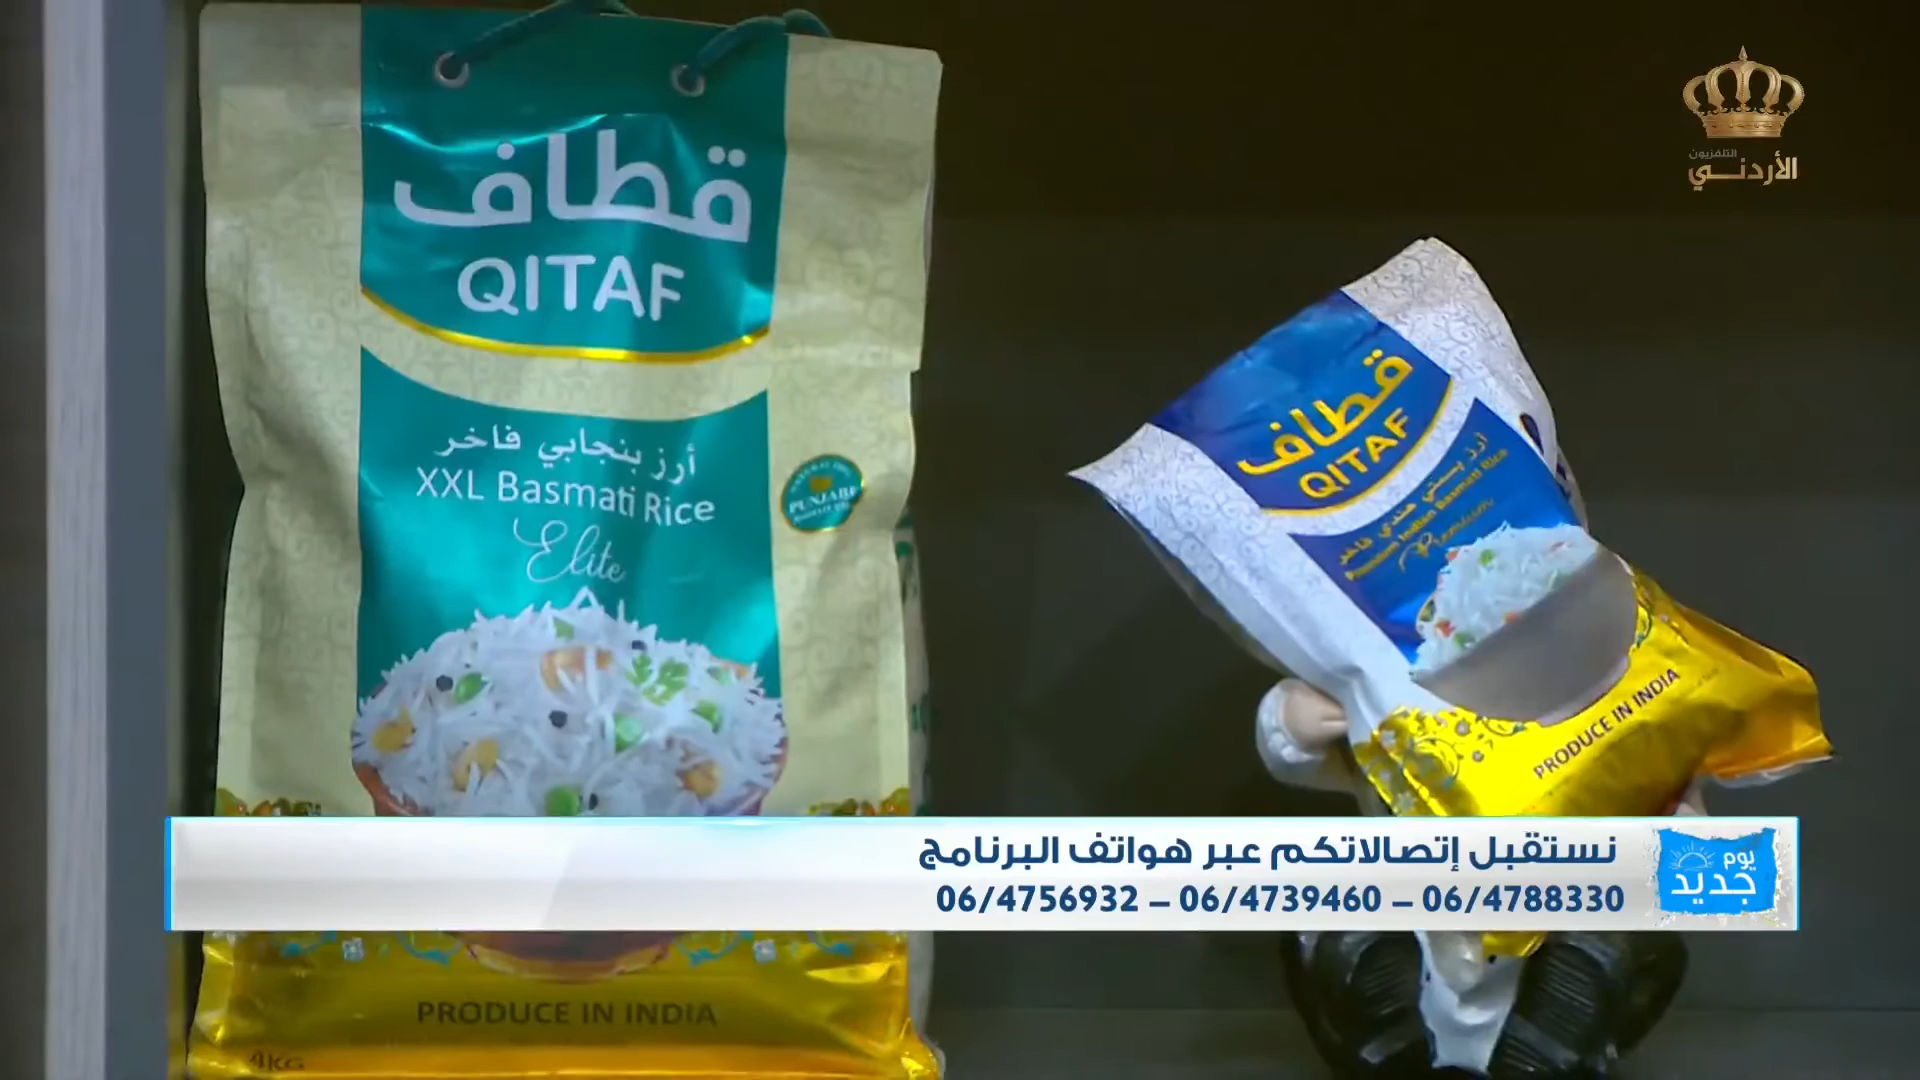 قطاف
QITAF
أرز بنجابي فاخر
XXL Basmati Rice
Elite
PUNJABI
PRODUCE IN INDIA
4KG
قطاف
QITAF
أرز بسمتي هندي فاخر
Premium Indian Basmati Rice
Premium
PRODUCE IN INDIA
التلفزيون
الأردني
نستقبل إتصالاتكم عبر هواتف البرنامج
06/4756932 – 06/4739460 – 06/4788330
يوم
جديد